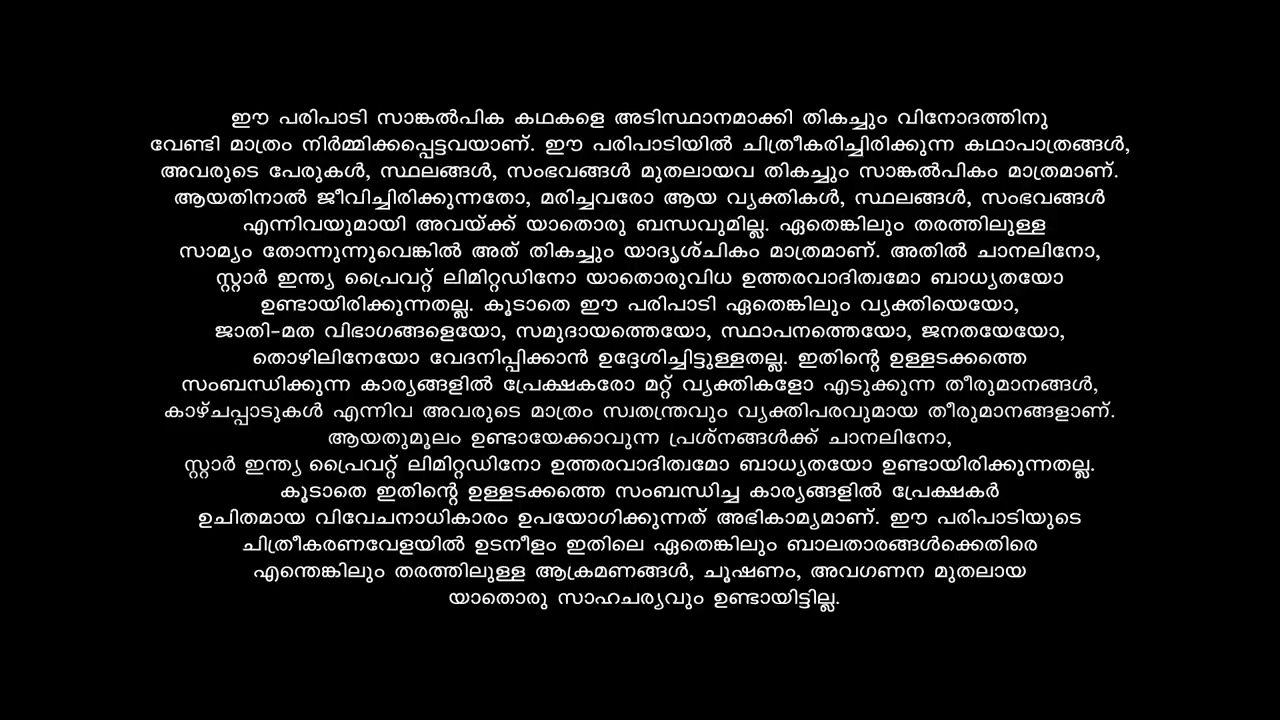 ഈ പരിപാടി സാങ്കൽപിക കഥകളെ അടിസ്ഥാനമാക്കി തികച്ചും വിനോദത്തിനു
വേണ്ടി മാത്രം നിർമ്മിക്കപ്പെട്ടവയാണ്. ഈ പരിപാടിയിൽ ചിത്രീകരിച്ചിരിക്കുന്ന കഥാപാത്രങ്ങൾ,
അവരുടെ പേരുകൾ, സ്ഥലങ്ങൾ, സംഭവങ്ങൾ മുതലായവ തികച്ചും സാങ്കൽപികം മാത്രമാണ്.
ആയതിനാൽ ജീവിച്ചിരിക്കുന്നതോ, മരിച്ചവരോ ആയ വ്യക്തികൾ, സ്ഥലങ്ങൾ, സംഭവങ്ങൾ
എന്നിവയുമായി അവയ്ക്ക് യാതൊരു ബന്ധവുമില്ല. ഏതെങ്കിലും തരത്തിലുള്ള
സാമ്യം തോന്നുന്നുവെങ്കിൽ അത് തികച്ചും യാദൃശ്ചികം മാത്രമാണ്. അതിൽ ചാനലിനോ,
സ്റ്റാർ ഇന്ത്യ പ്രൈവറ്റ് ലിമിറ്റഡിനോ യാതൊരുവിധ ഉത്തരവാദിത്വമോ ബാധ്യതയോ
ഉണ്ടായിരിക്കുന്നതല്ല. കൂടാതെ ഈ പരിപാടി ഏതെങ്കിലും വ്യക്തിയെയോ,
ജാതി-മത വിഭാഗങ്ങളെയോ, സമുദായത്തെയോ, സ്ഥാപനത്തെയോ, ജനതയേയോ,
തൊഴിലിനേയോ വേദനിപ്പിക്കാൻ ഉദ്ദേശിച്ചിട്ടുള്ളതല്ല. ഇതിന്റെ ഉള്ളടക്കത്തെ
സംബന്ധിക്കുന്ന കാര്യങ്ങളിൽ പ്രേക്ഷകരോ മറ്റ് വ്യക്തികളോ എടുക്കുന്ന തീരുമാനങ്ങൾ,
കാഴ്ചപ്പാടുകൾ എന്നിവ അവരുടെ മാത്രം സ്വതന്ത്രവും വ്യക്തിപരവുമായ തീരുമാനങ്ങളാണ്.
ആയതുമൂലം ഉണ്ടായേക്കാവുന്ന പ്രശ്നങ്ങൾക്ക് ചാനലിനോ,
സ്റ്റാർ ഇന്ത്യ പ്രൈവറ്റ് ലിമിറ്റഡിനോ ഉത്തരവാദിത്വമോ ബാധ്യതയോ ഉണ്ടായിരിക്കുന്നതല്ല.
കൂടാതെ ഇതിന്റെ ഉള്ളടക്കത്തെ സംബന്ധിച്ച കാര്യങ്ങളിൽ പ്രേക്ഷകർ
ഉചിതമായ വിവേചനാധികാരം ഉപയോഗിക്കുന്നത് അഭികാമ്യമാണ്. ഈ പരിപാടിയുടെ
ചിത്രീകരണവേളയിൽ ഉടനീളം ഇതിലെ ഏതെങ്കിലും ബാലതാരങ്ങൾക്കെതിരെ
എന്തെങ്കിലും തരത്തിലുള്ള ആക്രമണങ്ങൾ, ചൂഷണം, അവഗണന മുതലായ
യാതൊരു സാഹചര്യവും ഉണ്ടായിട്ടില്ല.